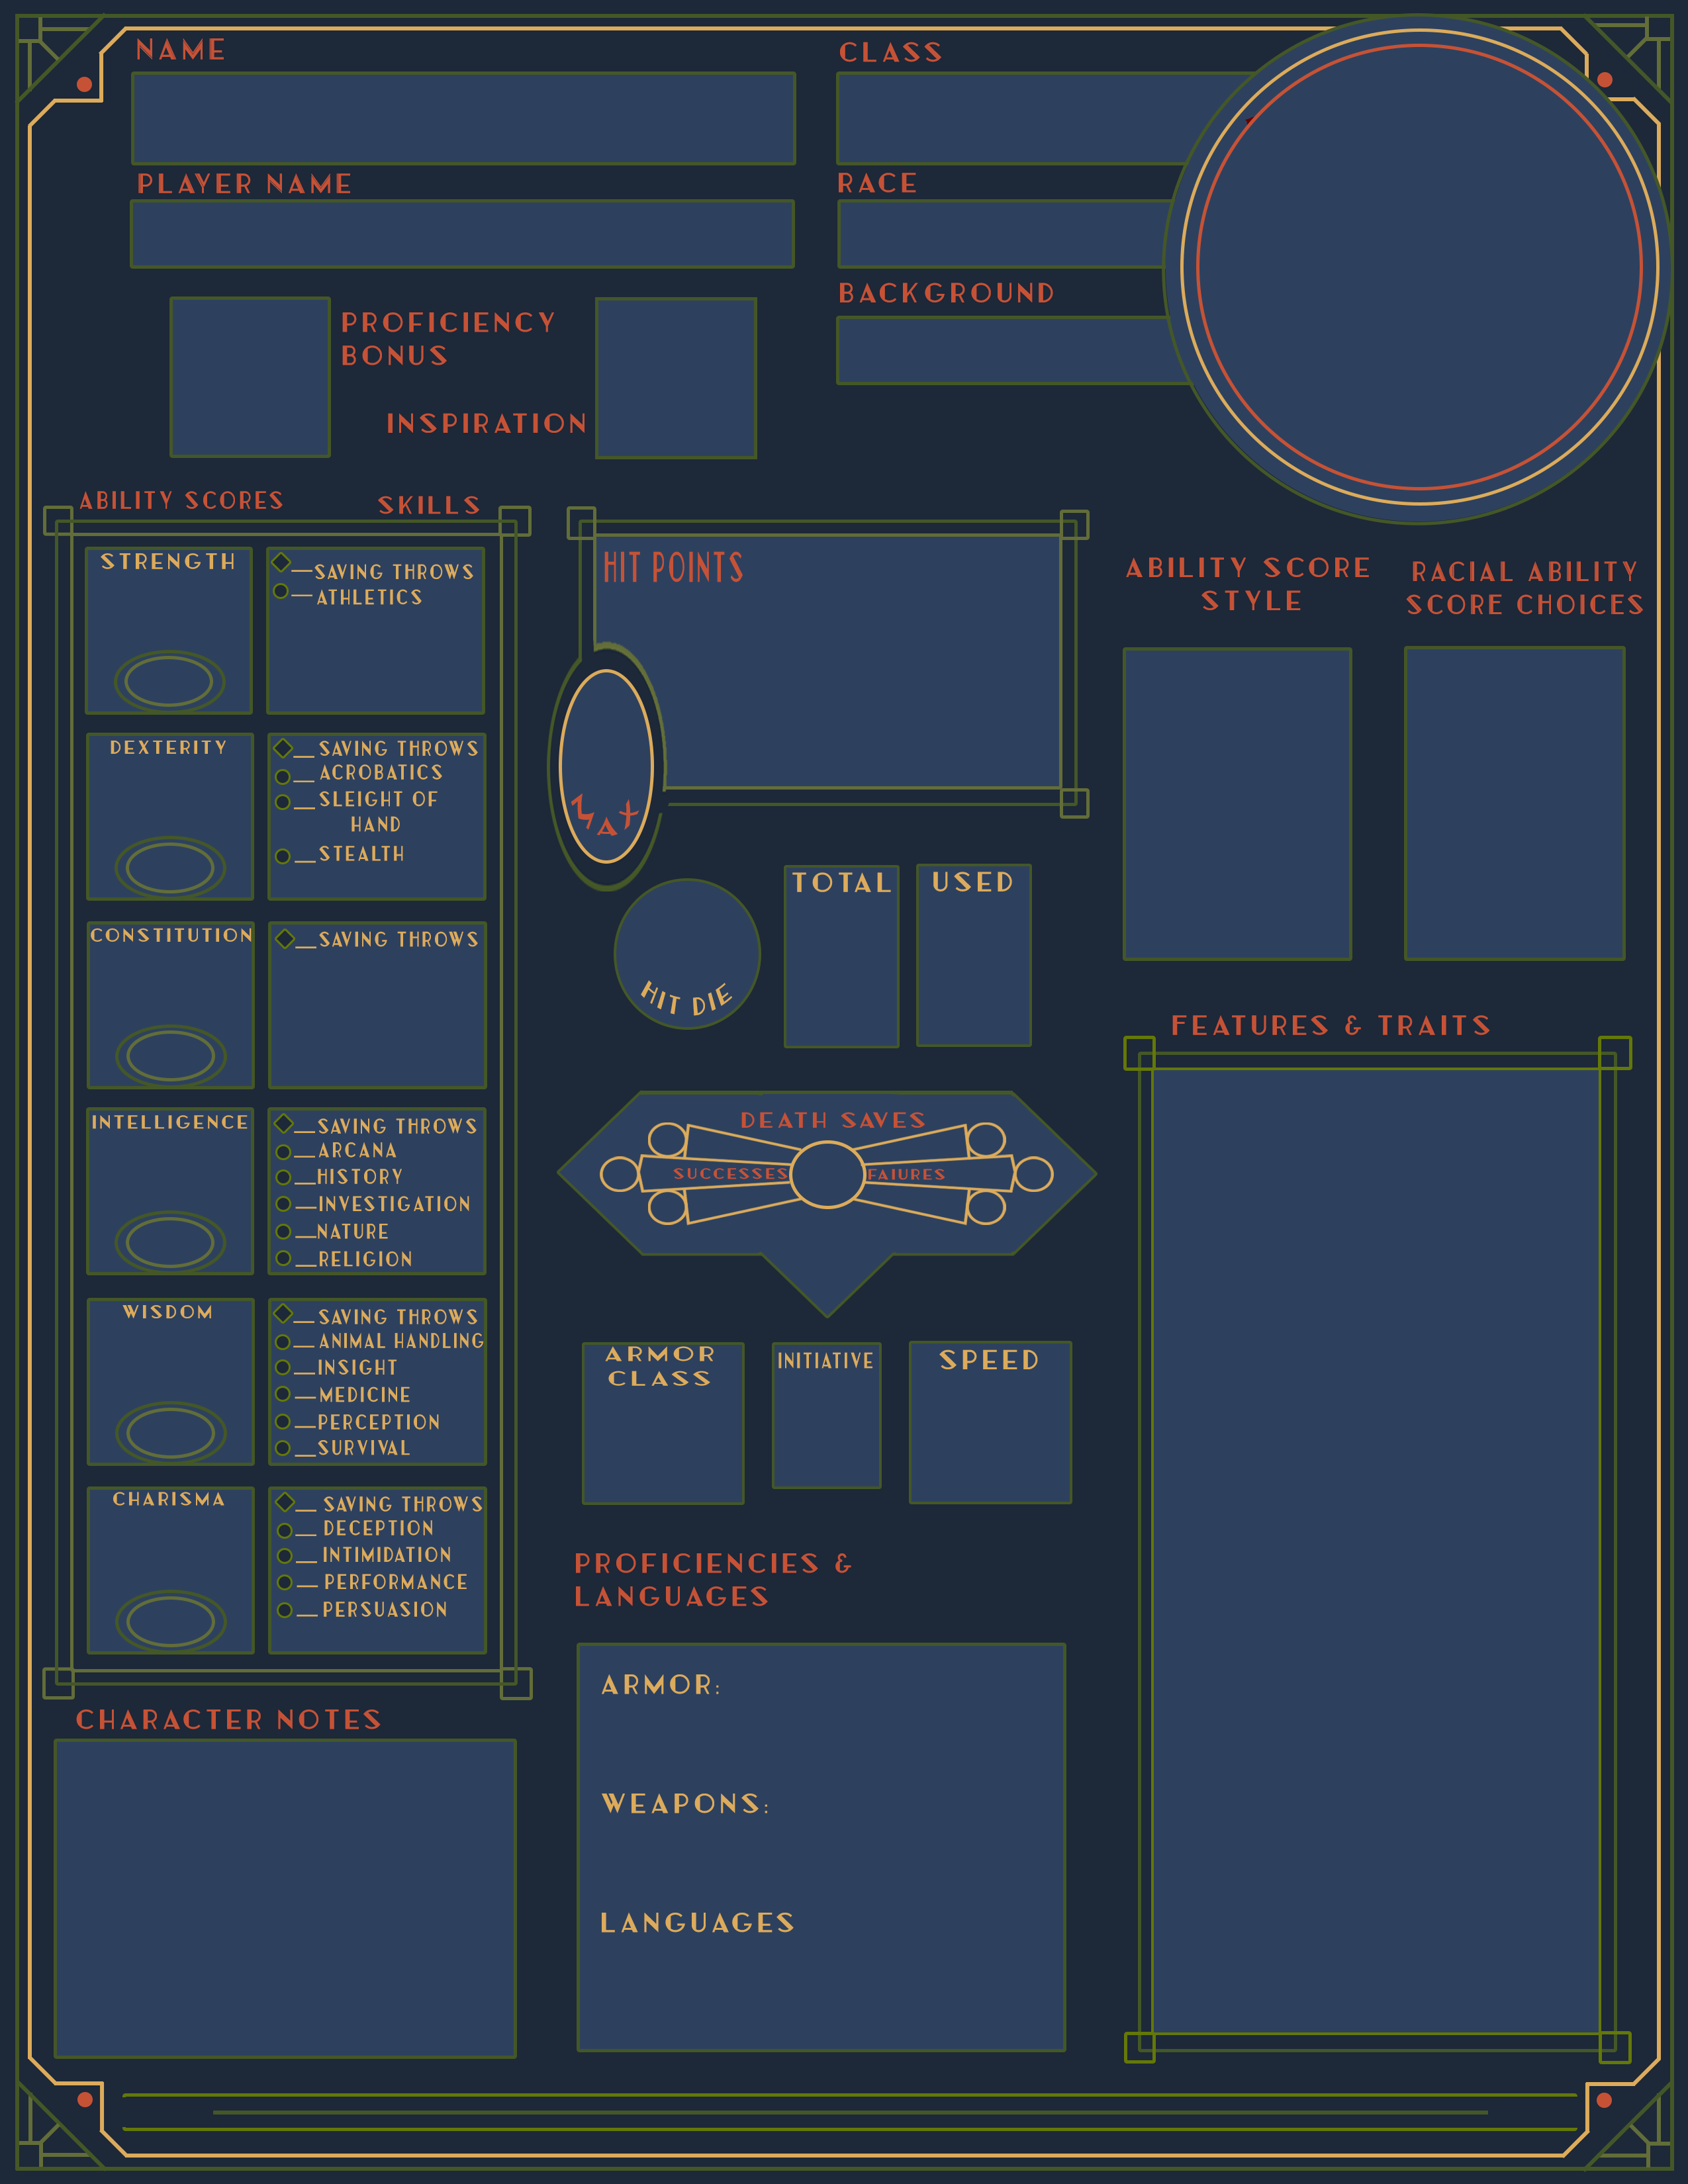 NAME
CLASS
PLAYER NAME
RACE
BACKGROUND
PROFICIENCY
BONUS
INSPIRATION
ABILITY SCORES
SKILLS
STRENGTH
__SAVING THROWS
__ATHLETICS
DEXTERITY
__SAVING THROWS
__ACROBATICS
__SLEIGHT OF
HAND
__STEALTH
CONSTITUTION
__SAVING THROWS
INTELLIGENCE
__SAVING THROWS
__ARCANA
__HISTORY
__INVESTIGATION
__NATURE
__RELIGION
WISDOM
__SAVING THROWS
__ANIMAL HANDLING
__INSIGHT
__MEDICINE
__PERCEPTION
__SURVIVAL
CHARISMA
__SAVING THROWS
__DECEPTION
__INTIMIDATION
__PERFORMANCE
__PERSUASION
CHARACTER NOTES
HIT POINTS
MAX
HIT DIE
TOTAL
USED
DEATH SAVES
SUCCESSES
FAIURES
ARMOR
CLASS
INITIATIVE
SPEED
PROFICIENCIES &
LANGUAGES
ARMOR:
WEAPONS:
LANGUAGES
ABILITY SCORE
STYLE
RACIAL ABILITY
SCORE CHOICES
FEATURES & TRAITS